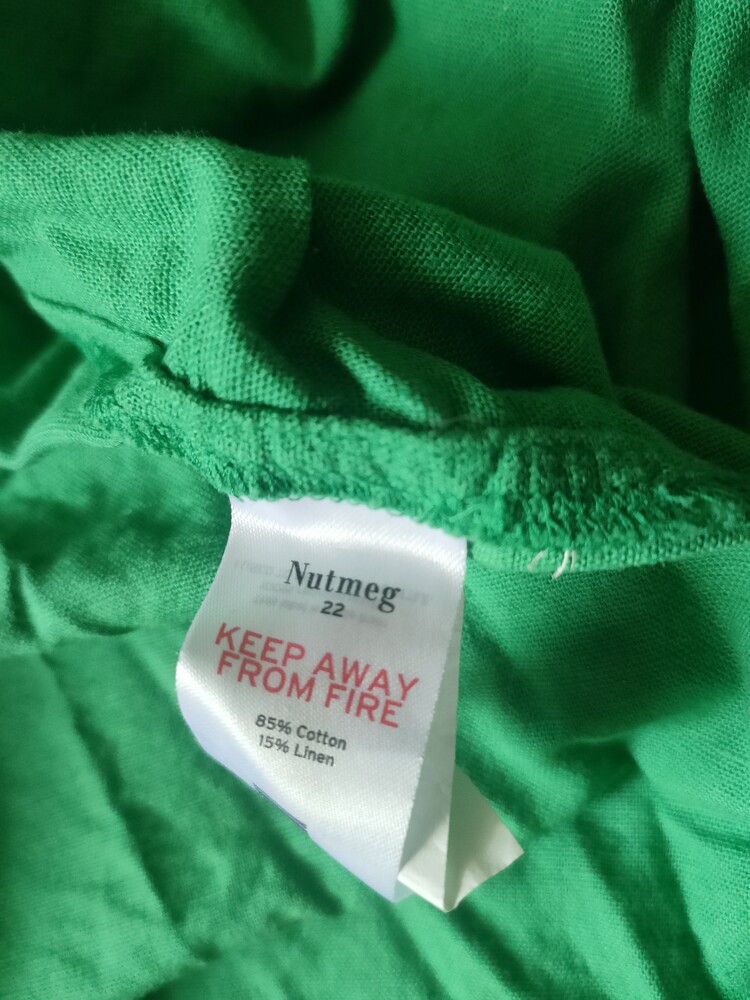 Nutmeg
22
KEEP AWAY
FROM FIRE
85% Cotton
15% Linen